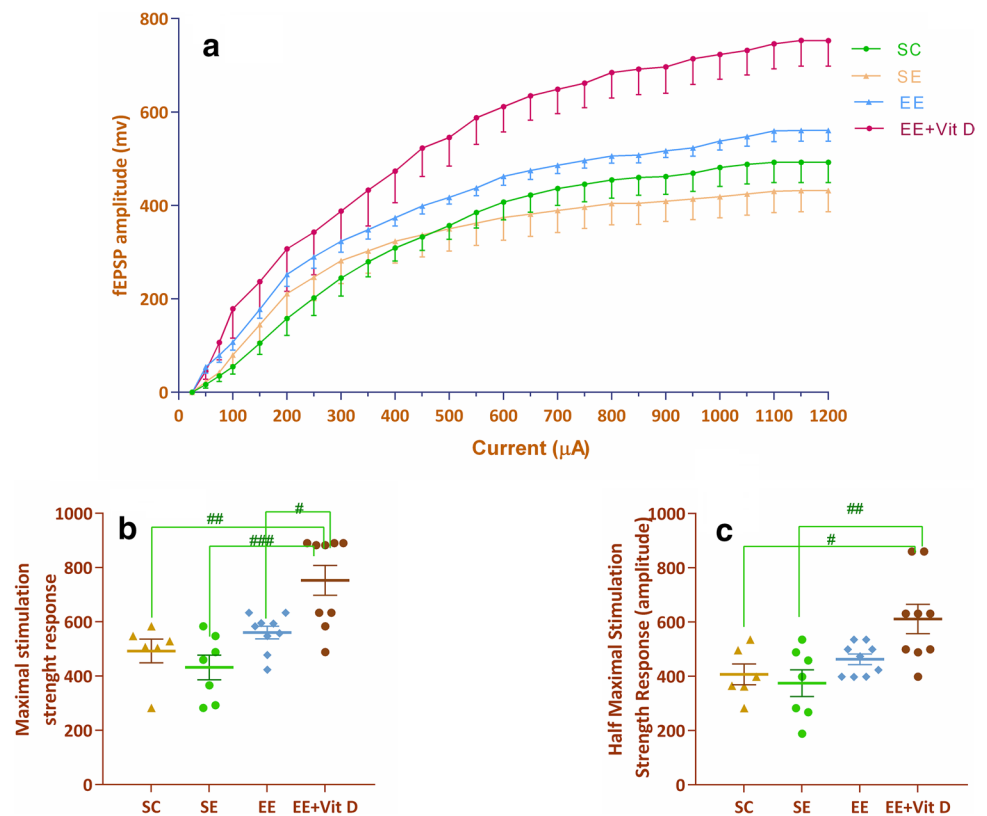 800
a
SC
SE
EE
EE+Vit D
600
400
200
0
fEPSP amplitude (mv)
0 100 200 300 400 500 600 700 800 900 1000 1100 1200
Current (μA)
b
1000
800
600
400
200
0
Maximal stimulation
strenght response
##
###
#
SC SE EE EE+Vit D
c
1000
800
600
400
200
0
Half Maximal Stimulation
Strength Response (amplitude)
##
#
SC SE EE EE+Vit D